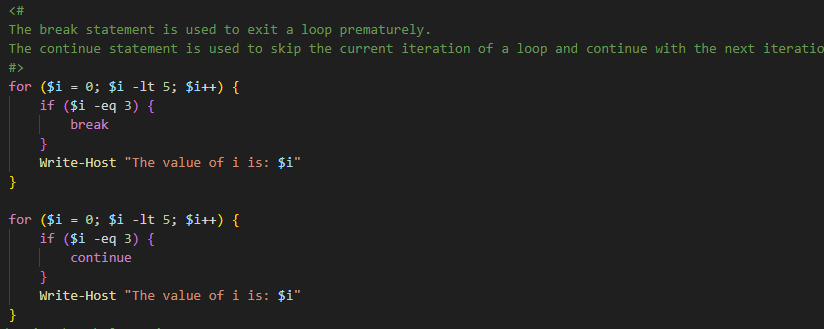 <#
The break statement is used to exit a loop prematurely.
The continue statement is used to skip the current iteration of a loop and continue with the next iteratio
#>
for ($i = 0; $i -lt 5; $i++) {
    if ($i -eq 3) {
        break
    }
    Write-Host "The value of i is: $i"
}

for ($i = 0; $i -lt 5; $i++) {
    if ($i -eq 3) {
        continue
    }
    Write-Host "The value of i is: $i"
}